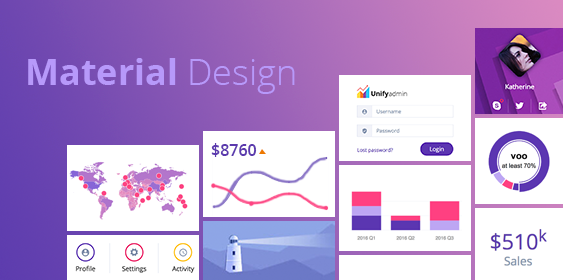 Material Design
Katherine
Unifyadmin
Username
Password
Lost password?
Login
$8760
VOO
at least 70%
2016 Q1
2016 Q2
2016 Q3
$510k
Sales
Profile
Settings
Activity